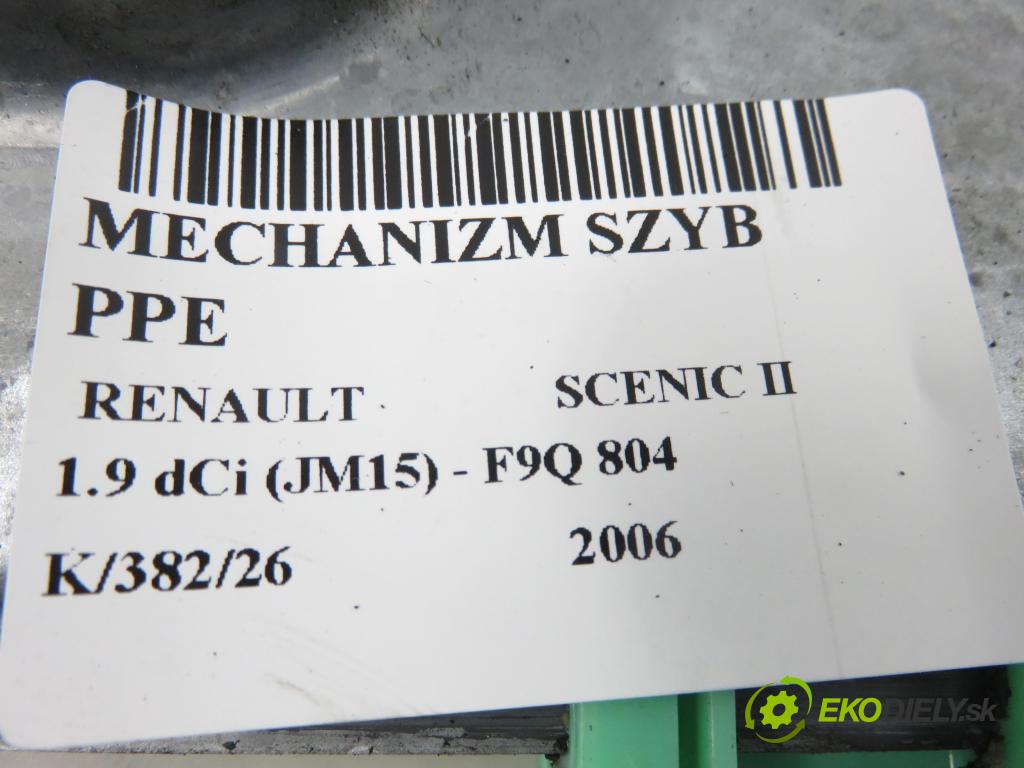 MECHANIZM SZYB
PPE
RENAULT SCENIC II
1.9 dCi (JM15) - F9Q 804
K/382/26 2006
EKODIELY.sk